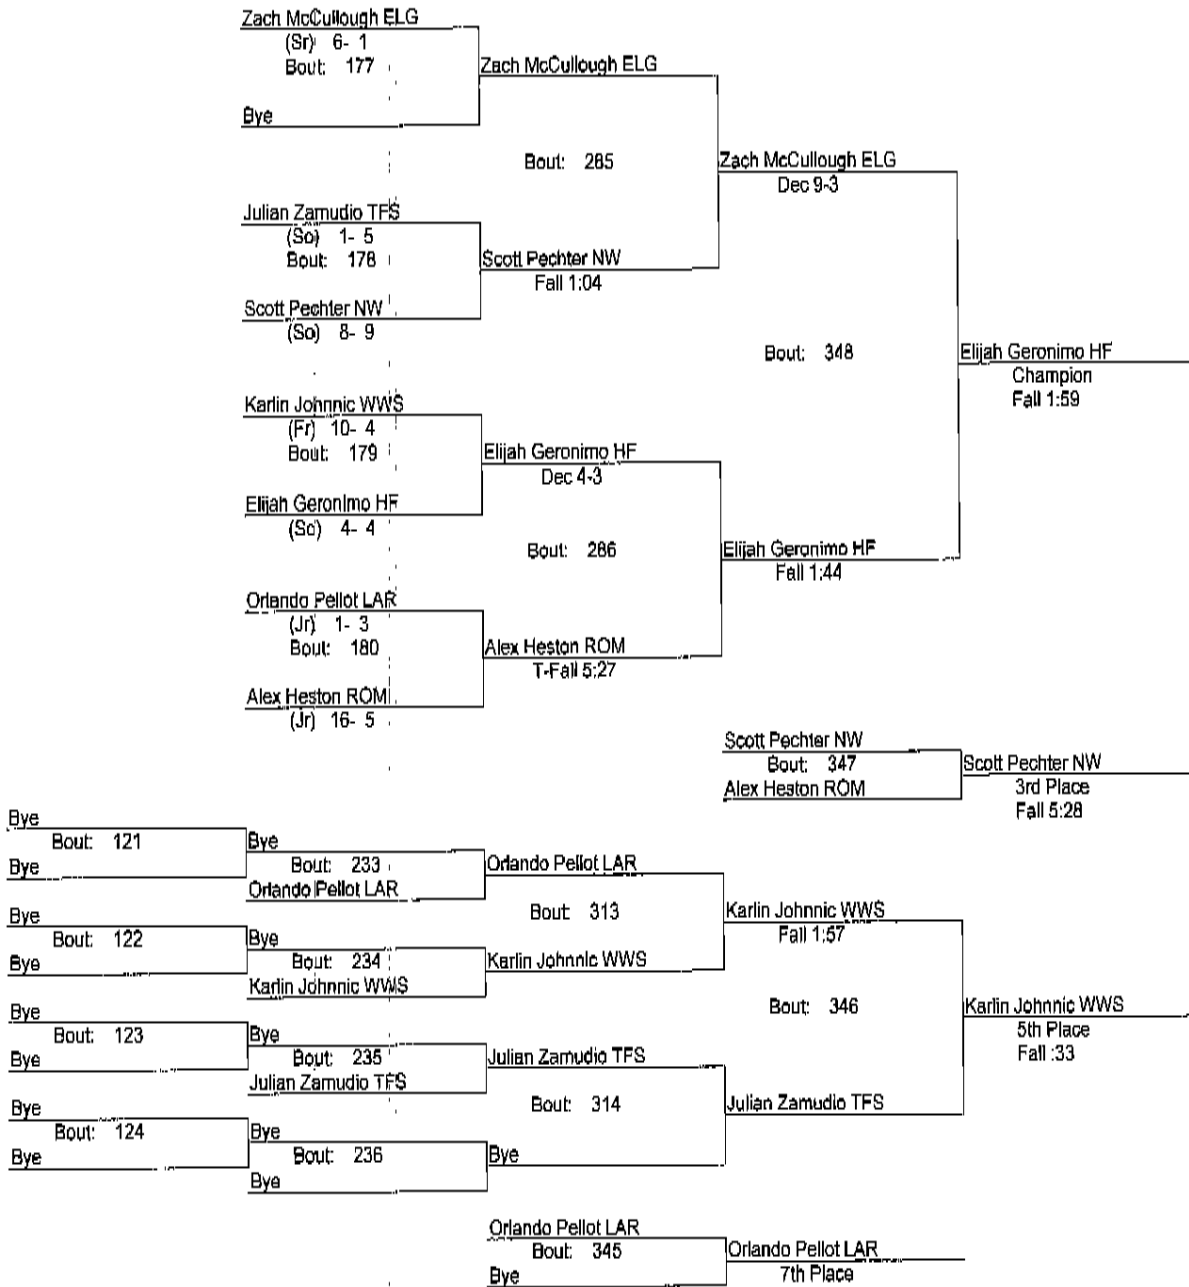 Zach McCullough ELG
(Sr) 6- 1
Bout: 177
Zach McCullough ELG
Bye
Bout: 285
Zach McCullough ELG
Dec 9-3
Julian Zamudio TFS
(So) 1- 5
Bout: 178
Scott Pechter NW
Fall 1:04
Scott Pechter NW
(So) 8- 9
Bout: 348
Elijah Geronimo HF
Champion
Fall 1:59
Karlin Johnnic WWS
(Fr) 10- 4
Bout: 179
Elijah Geronimo HF
Dec 4-3
Elijah Geronimo HF
(So) 4- 4
Bout: 286
Elijah Geronimo HF
Fall 1:44
Orlando Pellot LAR
(Jr) 1- 3
Bout: 180
Alex Heston ROM
T-Fall 5:27
Alex Heston ROM
(Jr) 16- 5
Scott Pechter NW
Bout: 347
Alex Heston ROM
Scott Pechter NW
3rd Place
Fall 5:28
Bye
Bout: 121
Bye
Bye
Bout: 233
Orlando Pellot LAR
Orlando Pellot LAR
Bout: 313
Karlin Johnnic WWS
Fall 1:57
Bye
Bout: 122
Bye
Bye
Bout: 234
Karlin Johnnic WWS
Karlin Johnnic WWS
Bout: 346
Karlin Johnnic WWS
5th Place
Fall :33
Bye
Bout: 123
Bye
Bye
Bout: 235
Julian Zamudio TFS
Julian Zamudio TFS
Bout: 314
Julian Zamudio TFS
Bye
Bout: 124
Bye
Bye
Bout: 236
Bye
Bye
Orlando Pellot LAR
Bout: 345
Bye
Orlando Pellot LAR
7th Place